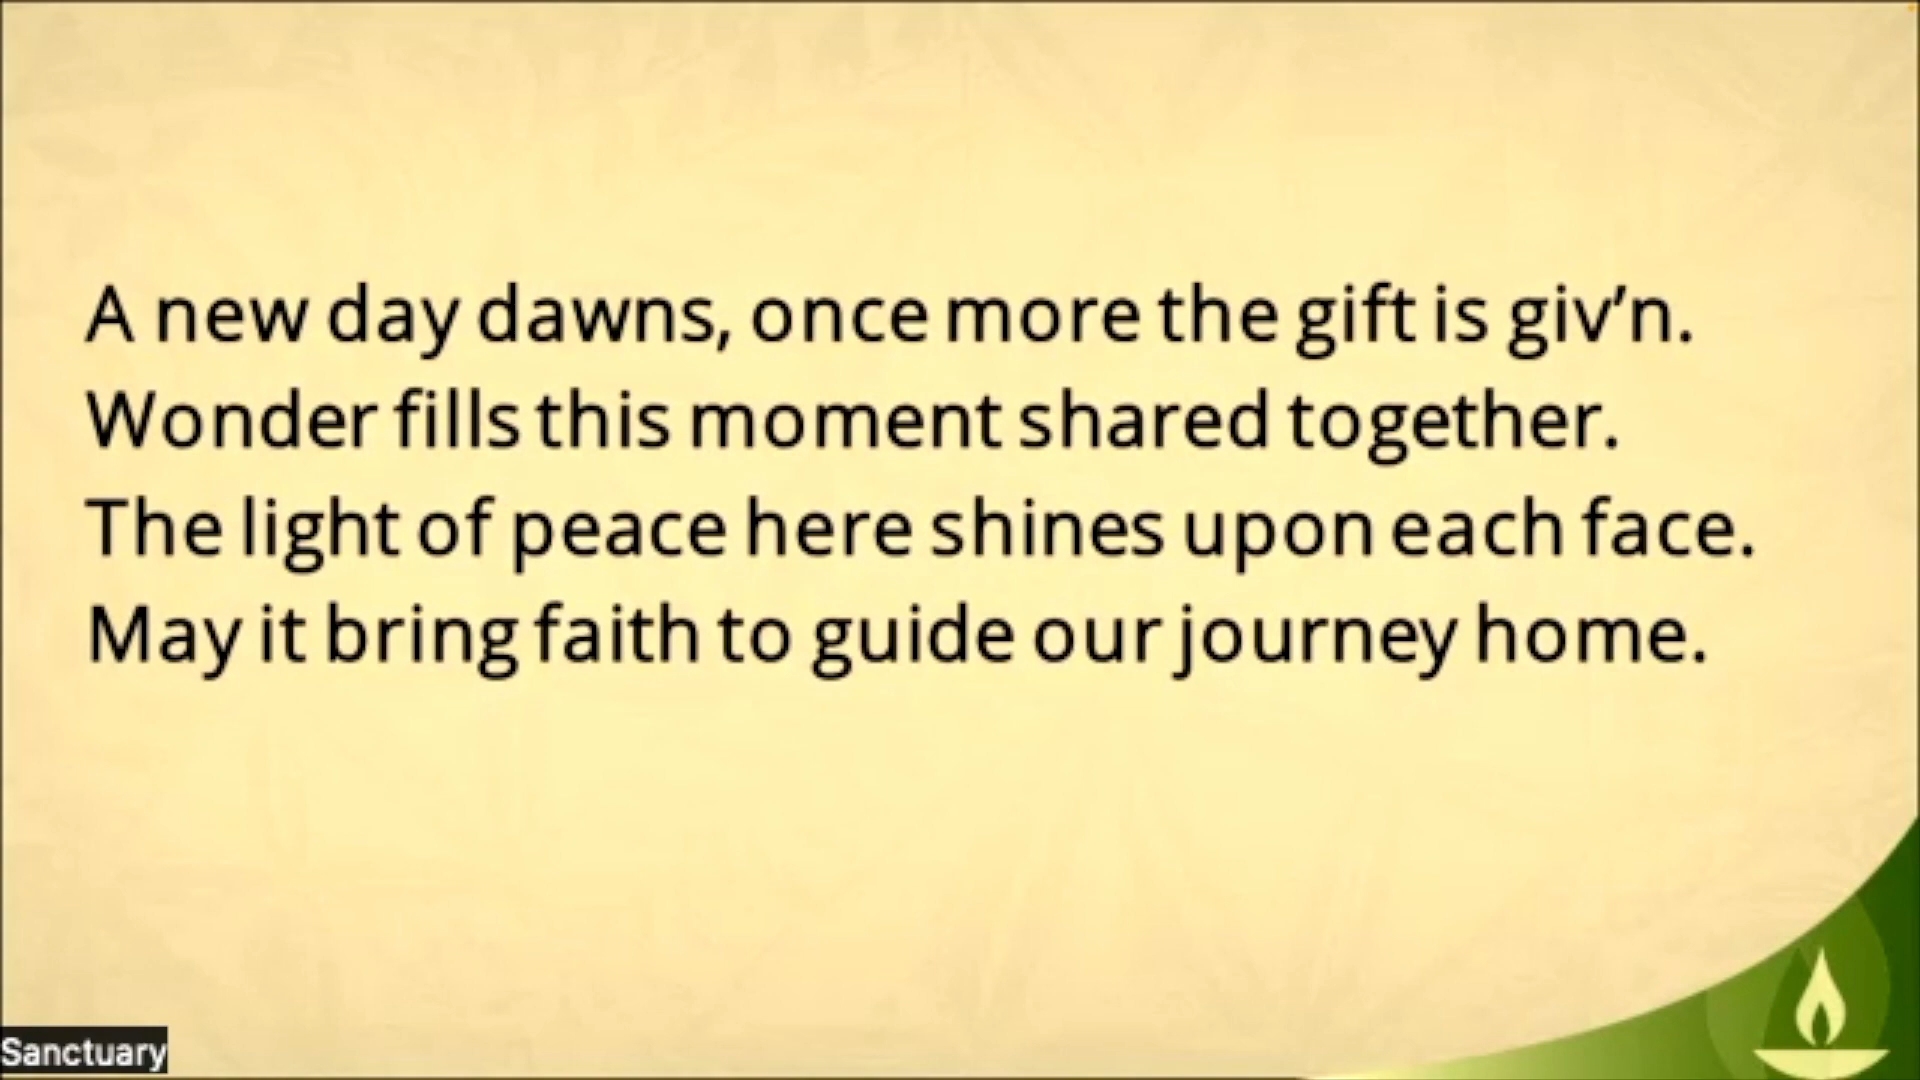 A new day dawns, once more the gift is giv’n.
Wonder fills this moment shared together.
The light of peace here shines upon each face.
May it bring faith to guide our journey home.
Sanctuary